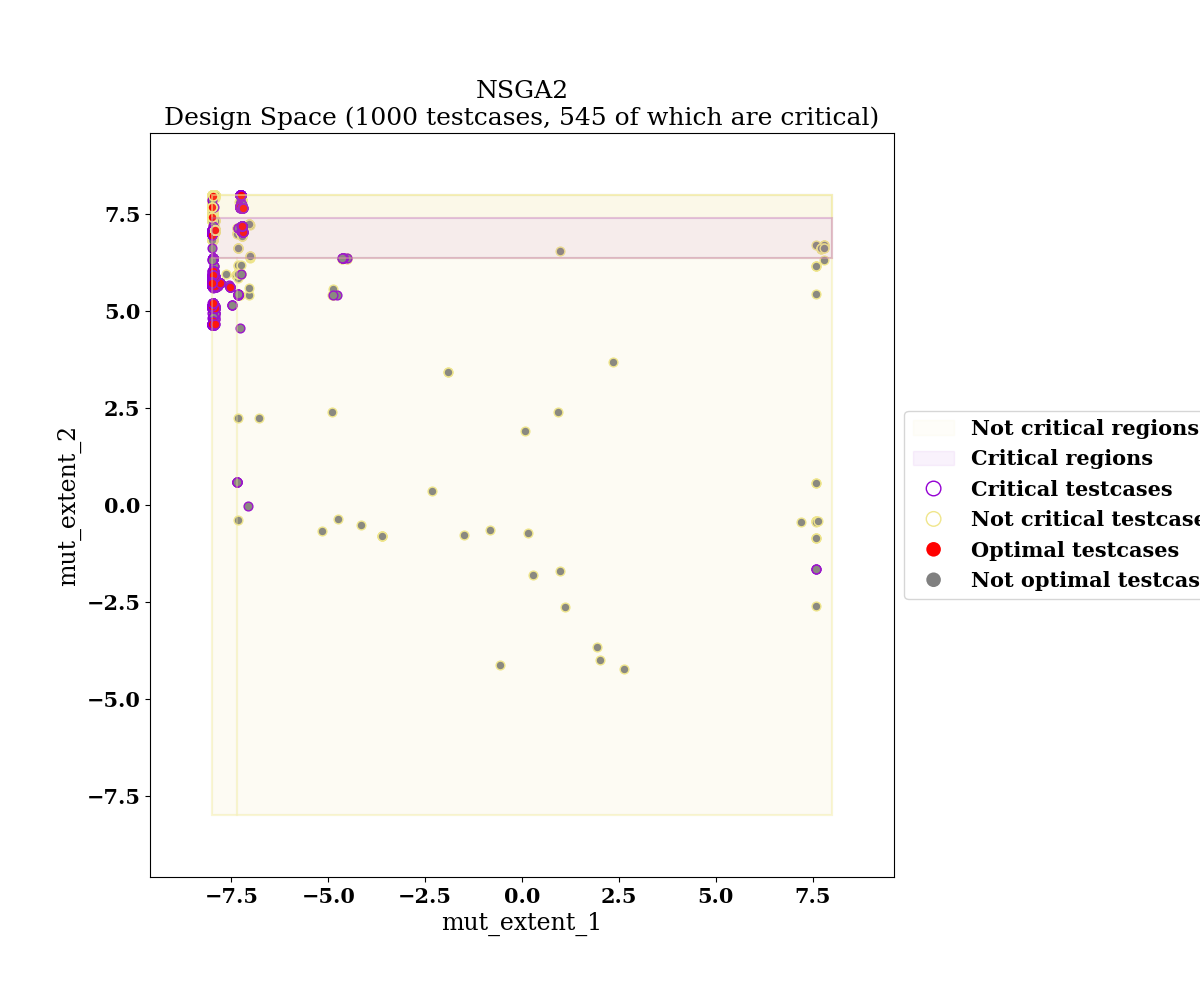 NSGA2
Design Space (1000 testcases, 545 of which are critical)
7.5
5.0
2.5
0.0
−2.5
−5.0
−7.5
mut_extent_2
−7.5 −5.0 −2.5 0.0 2.5 5.0 7.5
mut_extent_1
Not critical regions
Critical regions
Critical testcases
Not critical testcase
Optimal testcases
Not optimal testcas